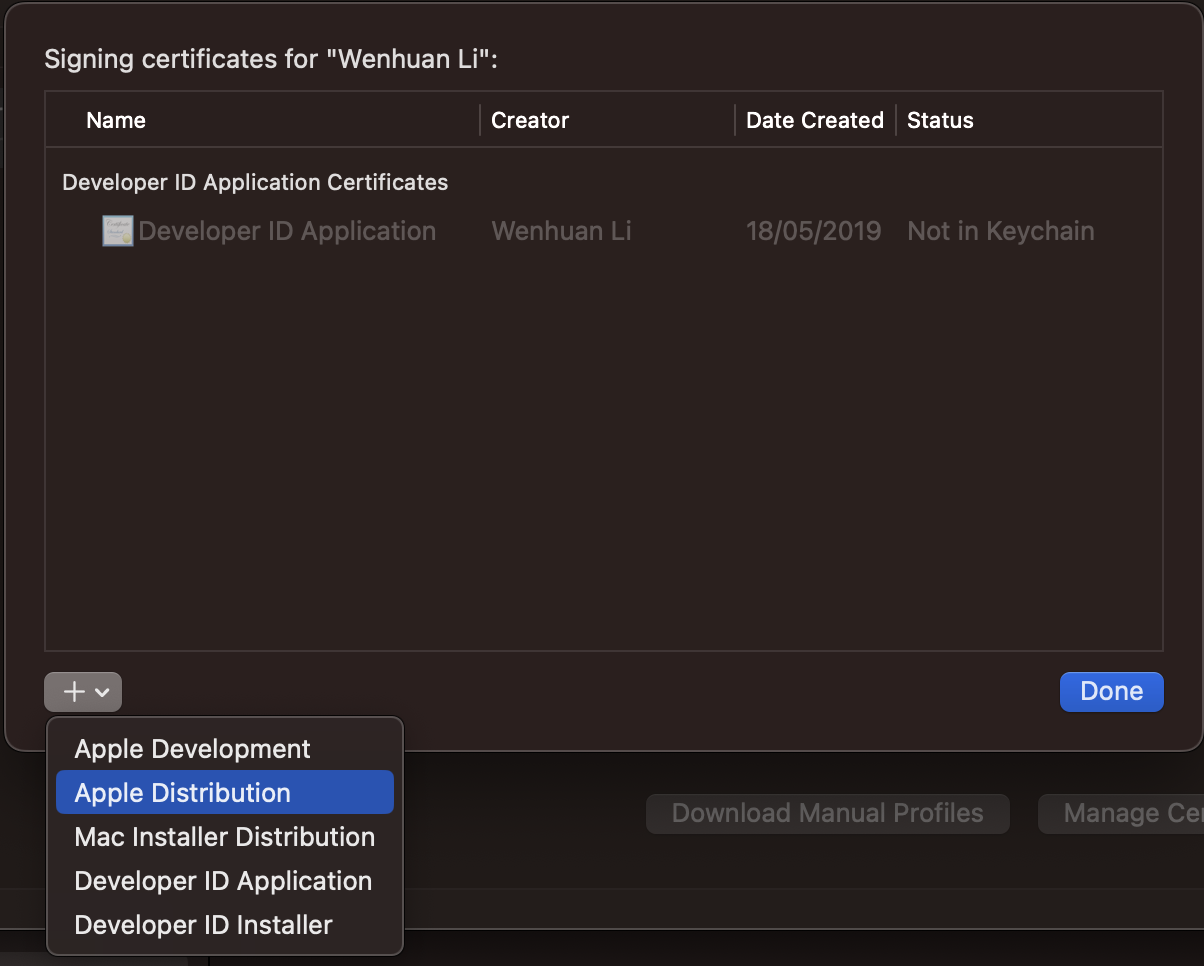 Signing certificates for "Wenhuan Li":
Name Creator Date Created Status
Developer ID Application Certificates
Developer ID Application Wenhuan Li 18/05/2019 Not in Keychain
Done
Apple Development
Apple Distribution
Mac Installer Distribution
Developer ID Application
Developer ID Installer
Download Manual Profiles Manage Cer